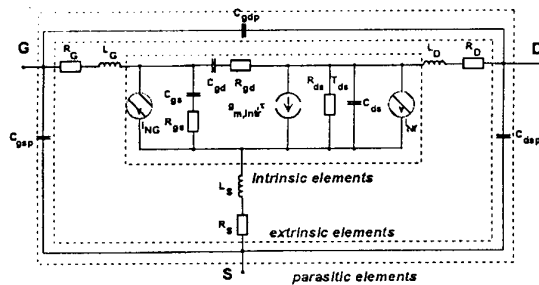 C_gdp
G
R_G
L_G
L_D
R_D
D
C_gs
C_gd
R_gd
R_ds
T_ds
g_m,intr,τ
C_ds
i_NG
R_gs
C_gsp
C_dsp
L_S
intrinsic elements
R_S
extrinsic elements
S
parasitic elements